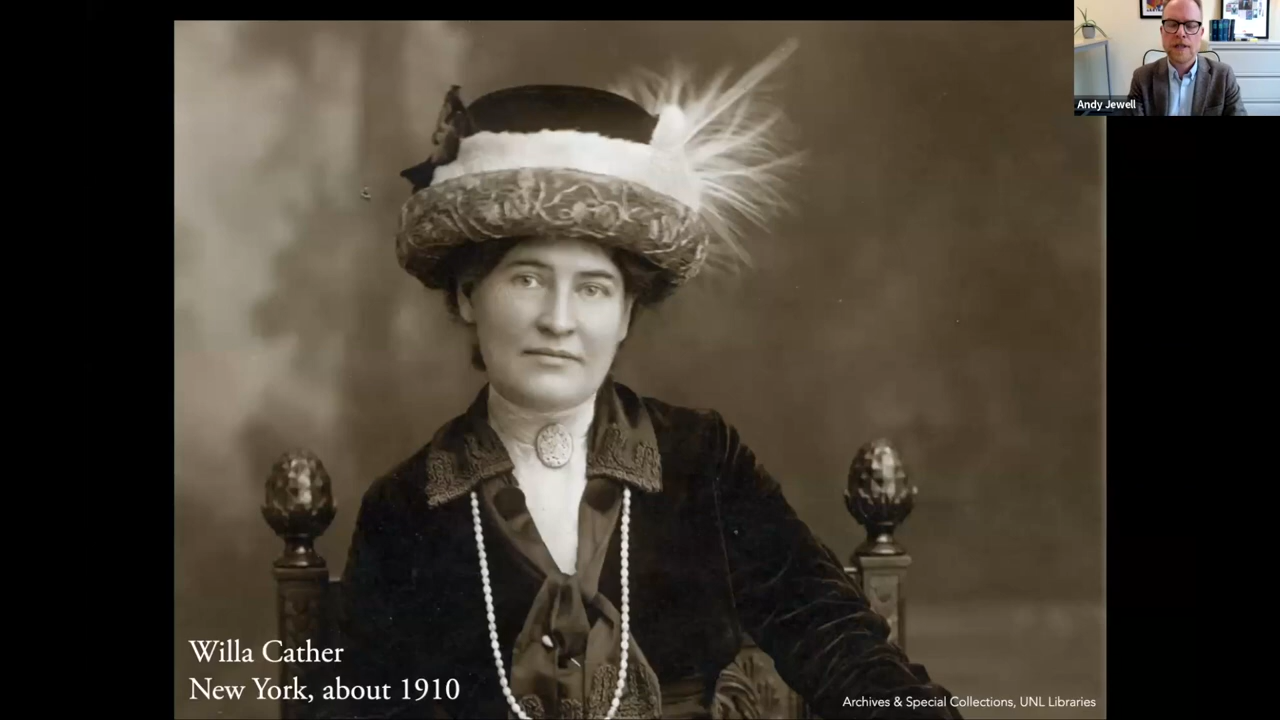 Andy Jewell
Willa Cather
New York, about 1910
Archives & Special Collections, UNL Libraries